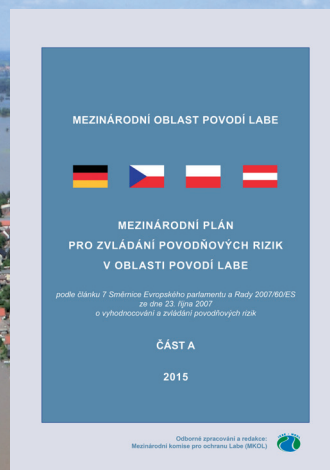 MEZINÁRODNÍ OBLAST POVODÍ LABE
MEZINÁRODNÍ PLÁN
PRO ZVLÁDÁNÍ POVODŇOVÝCH RIZIK
V OBLASTI POVODÍ LABE
podle článku 7 Směrnice Evropského parlamentu a Rady 2007/60/ES
ze dne 23. října 2007
o vyhodnocování a zvládání povodňových rizik
ČÁST A
2015
Odborné zpracování a redakce:
Mezinárodní komise pro ochranu Labe (MKOL)